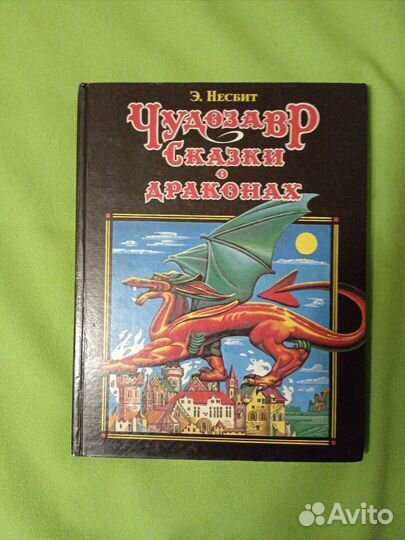 Э. Несбит
Чудозавр
Сказки
о
драконах
Avito